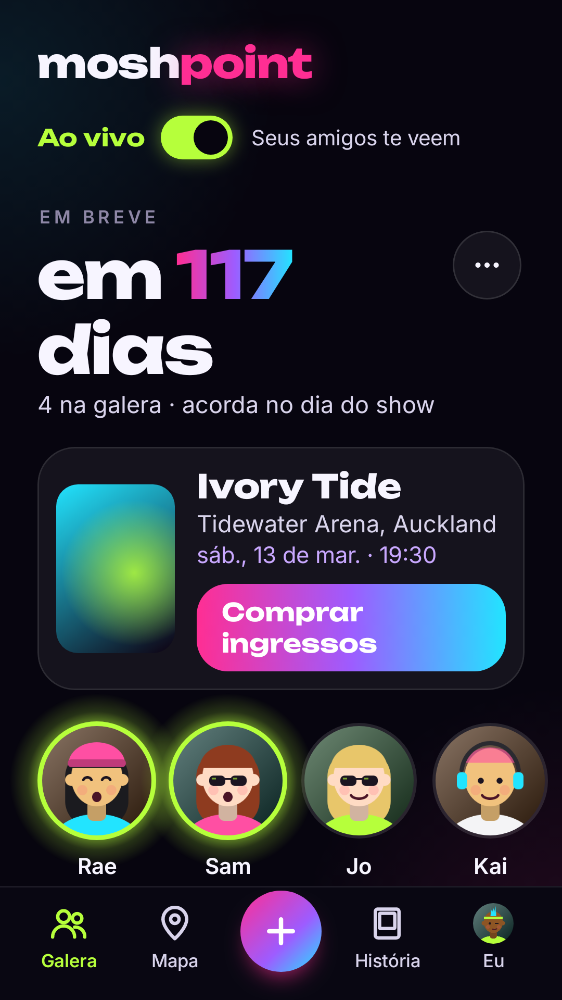 moshpoint
Ao vivo
Seus amigos te veem
EM BREVE
em 117
dias
4 na galera · acorda no dia do show
Ivory Tide
Tidewater Arena, Auckland
sáb., 13 de mar. · 19:30
Comprar
ingressos
Rae
Sam
Jo
Kai
Galera
Mapa
História
Eu